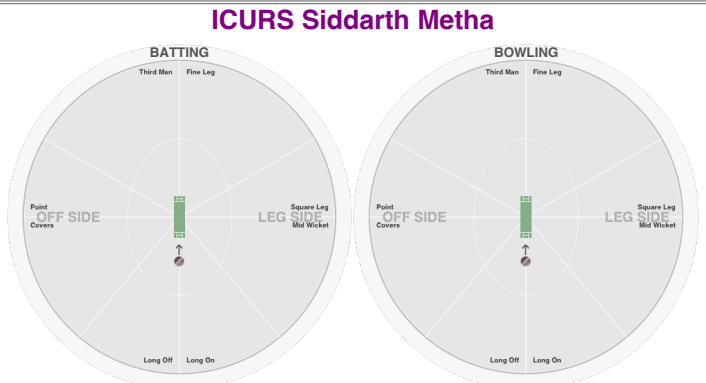 ICURS Siddarth Metha
BATTING
Third Man Fine Leg
Point
OFF SIDE
Covers
Square Leg
LEG SIDE
Mid Wicket
Long Off Long On
BOWLING
Third Man Fine Leg
Point
OFF SIDE
Covers
Square Leg
LEG SIDE
Mid Wicket
Long Off Long On